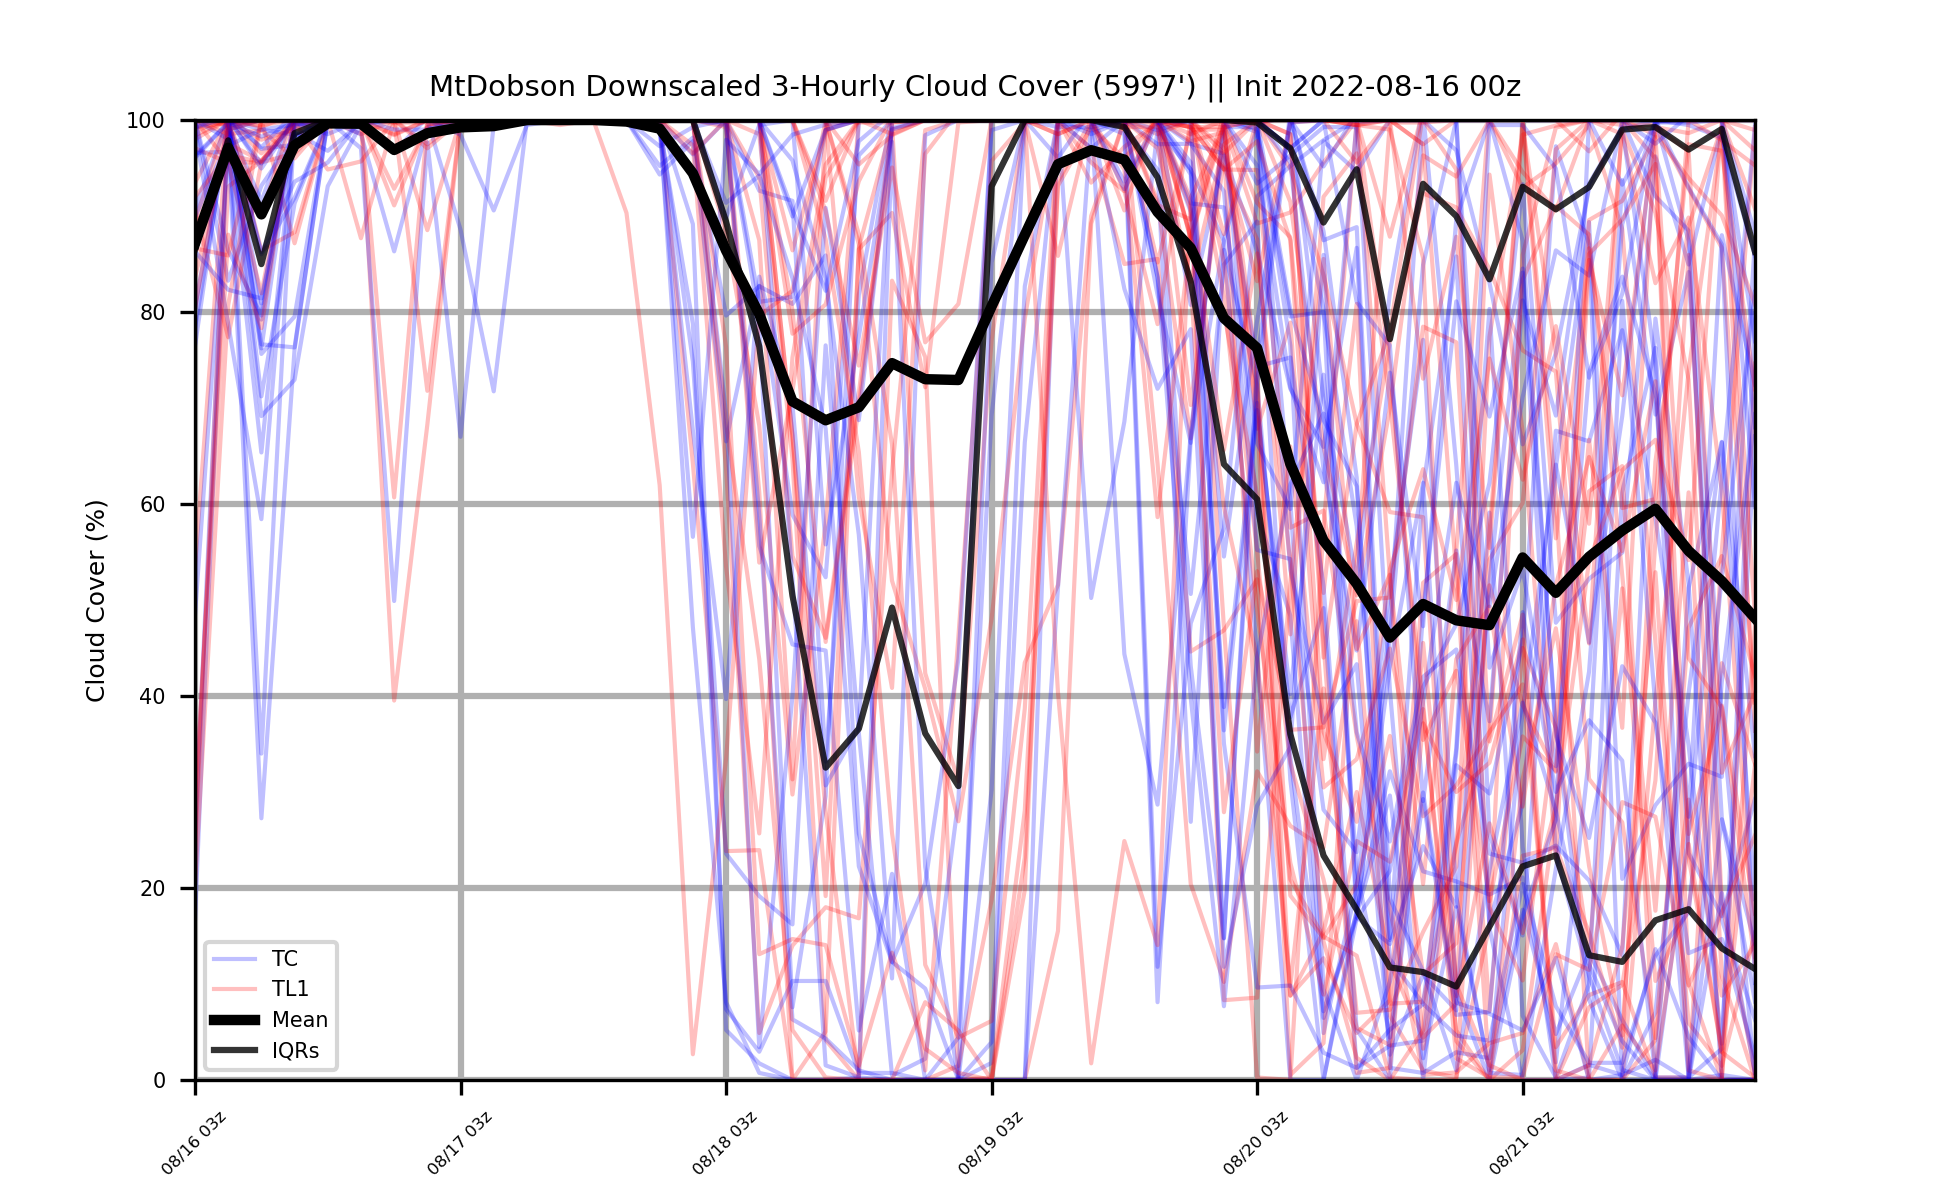 MtDobson Downscaled 3-Hourly Cloud Cover (5997') || Init 2022-08-16 00z
Cloud Cover (%)
100
80
60
40
20
0
TC
TL1
Mean
IQRs
08/16 03z
08/17 03z
08/18 03z
08/19 03z
08/20 03z
08/21 03z